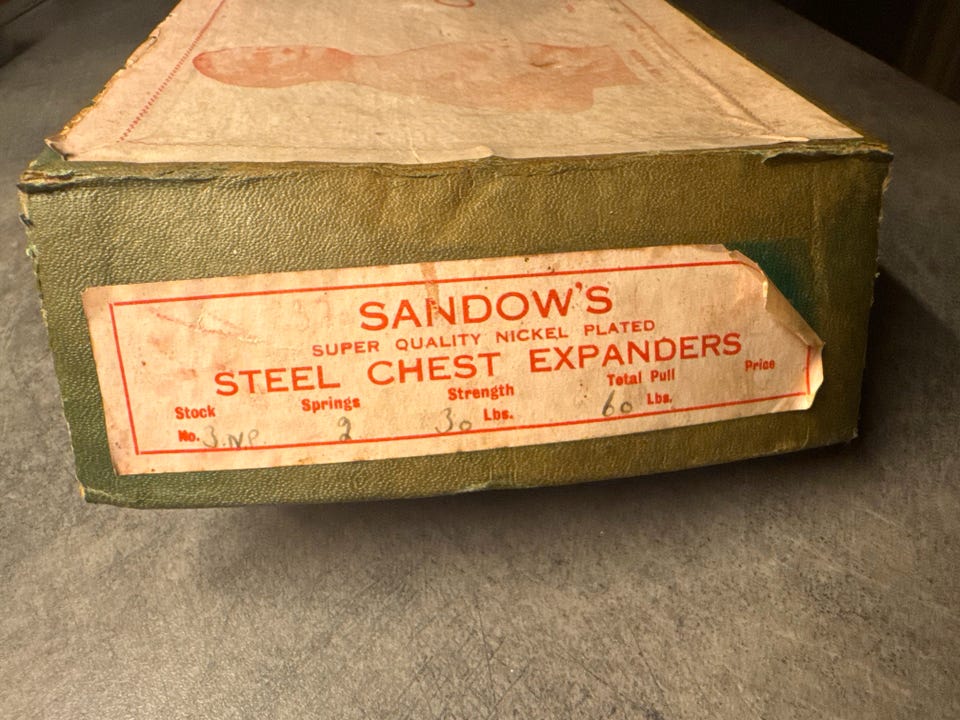 SANDOW'S
SUPER QUALITY NICKEL PLATED
STEEL CHEST EXPANDERS
Stock Springs Strength Total Pull Price
No. 3.NP. 2 30 Lbs. 60 Lbs.